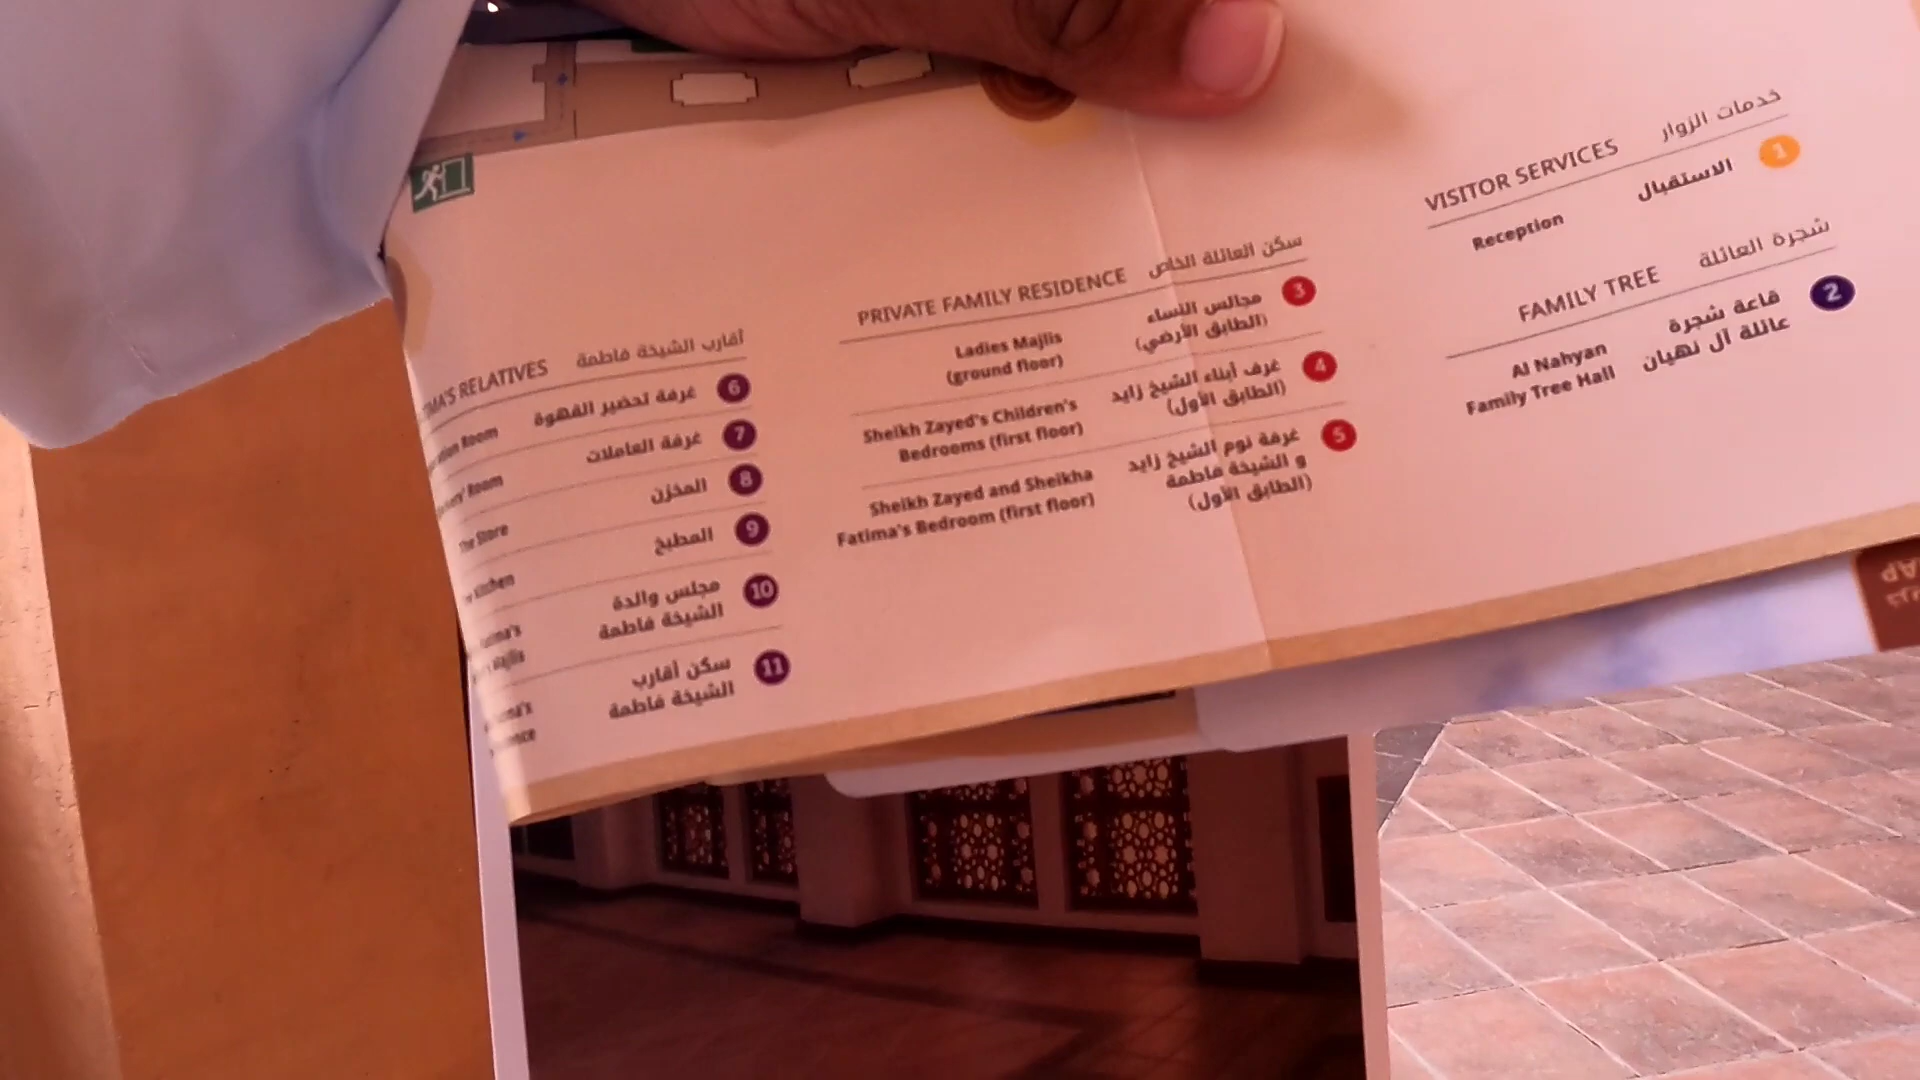 VISITOR SERVICES خدمات الزوار
Reception الاستقبال 1
FAMILY TREE شجرة العائلة
Al Nahyan قاعة شجرة 2
Family Tree Hall عائلة آل نهيان
PRIVATE FAMILY RESIDENCE سكن العائلة الخاص
Ladies Majlis مجالس النساء 3
(ground floor) (الطابق الأرضي)
Sheikh Zayed's Children's غرف أبناء الشيخ زايد 4
Bedrooms (first floor) (الطابق الأول)
غرفة نوم الشيخ زايد 5
Sheikh Zayed and Sheikha و الشيخة فاطمة
Fatima's Bedroom (first floor) (الطابق الأول)
RELATIVES أقارب الشيخة فاطمة
Room غرفة تحضير القهوة 6
Room غرفة العاملات 7
The Store المخزن 8
المطبخ 9
مجلس والدة 10
الشيخة فاطمة
سكن أقارب 11
الشيخة فاطمة